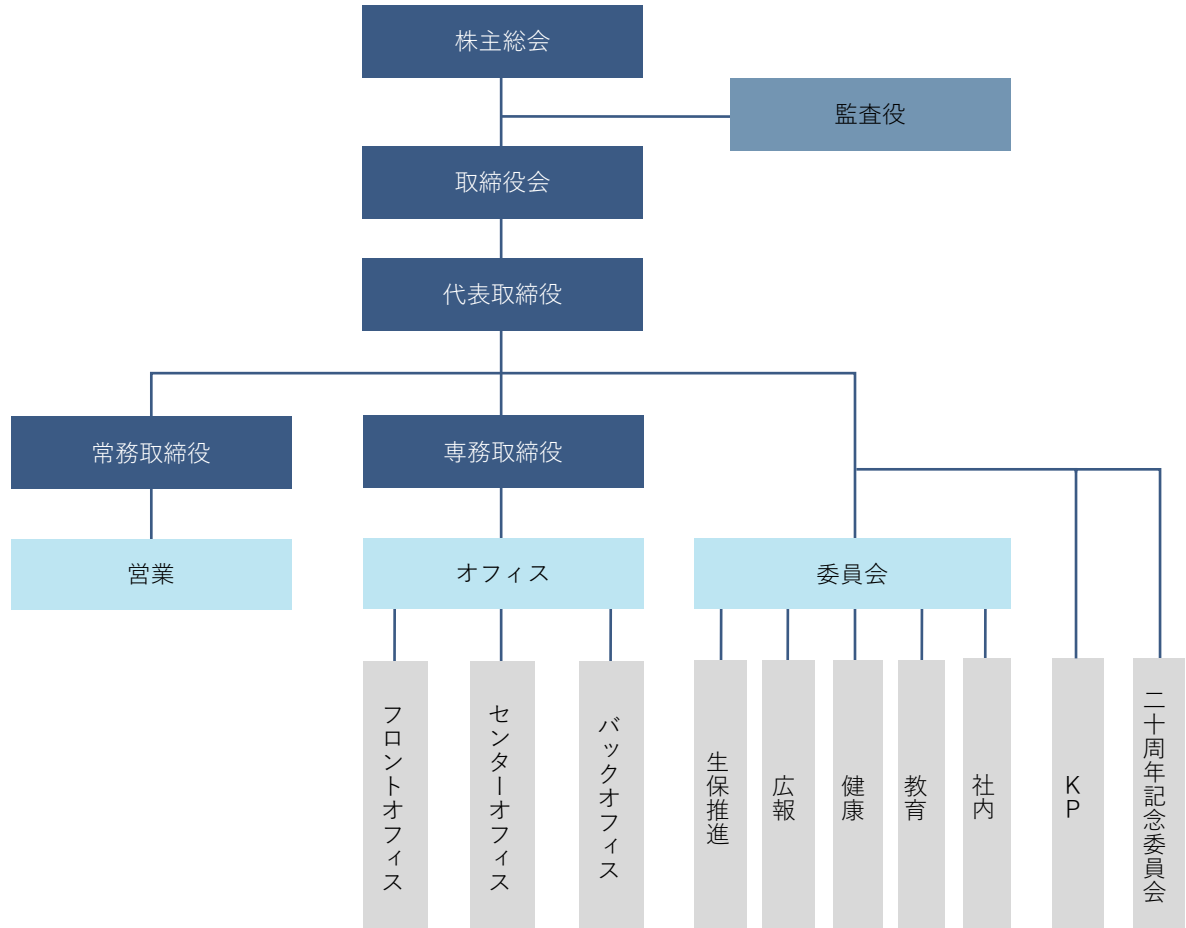 株主総会
監査役
取締役会
代表取締役
常務取締役
専務取締役
営業
オフィス
委員会
フロントオフィス
センターオフィス
バックオフィス
生保推進
広報
健康
教育
社内
KP
二十周年記念委員会